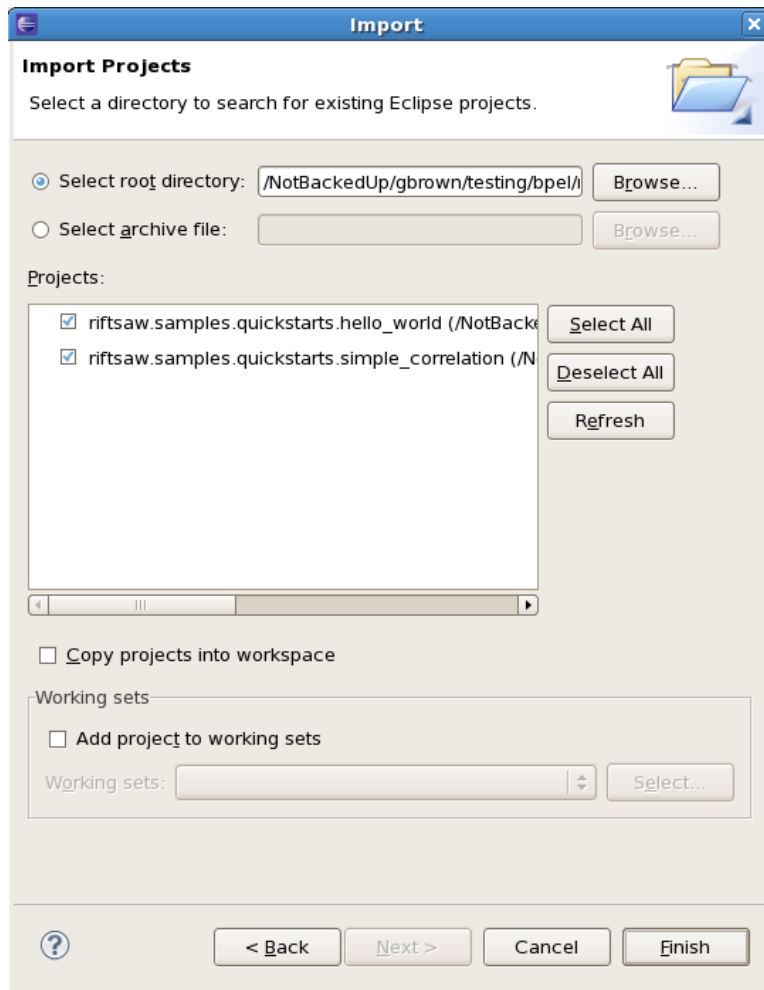 Import
Import Projects
Select a directory to search for existing Eclipse projects.
Select root directory: /NotBackedUp/gbrown/testing/bpel/ Browse...
Select archive file: Browse...
Projects:
riftsaw.samples.quickstarts.hello_world (/NotBacke Select All
riftsaw.samples.quickstarts.simple_correlation (/N Deselect All
Refresh
Copy projects into workspace
Working sets
Add project to working sets
Working sets: Select...
? < Back Next > Cancel Finish